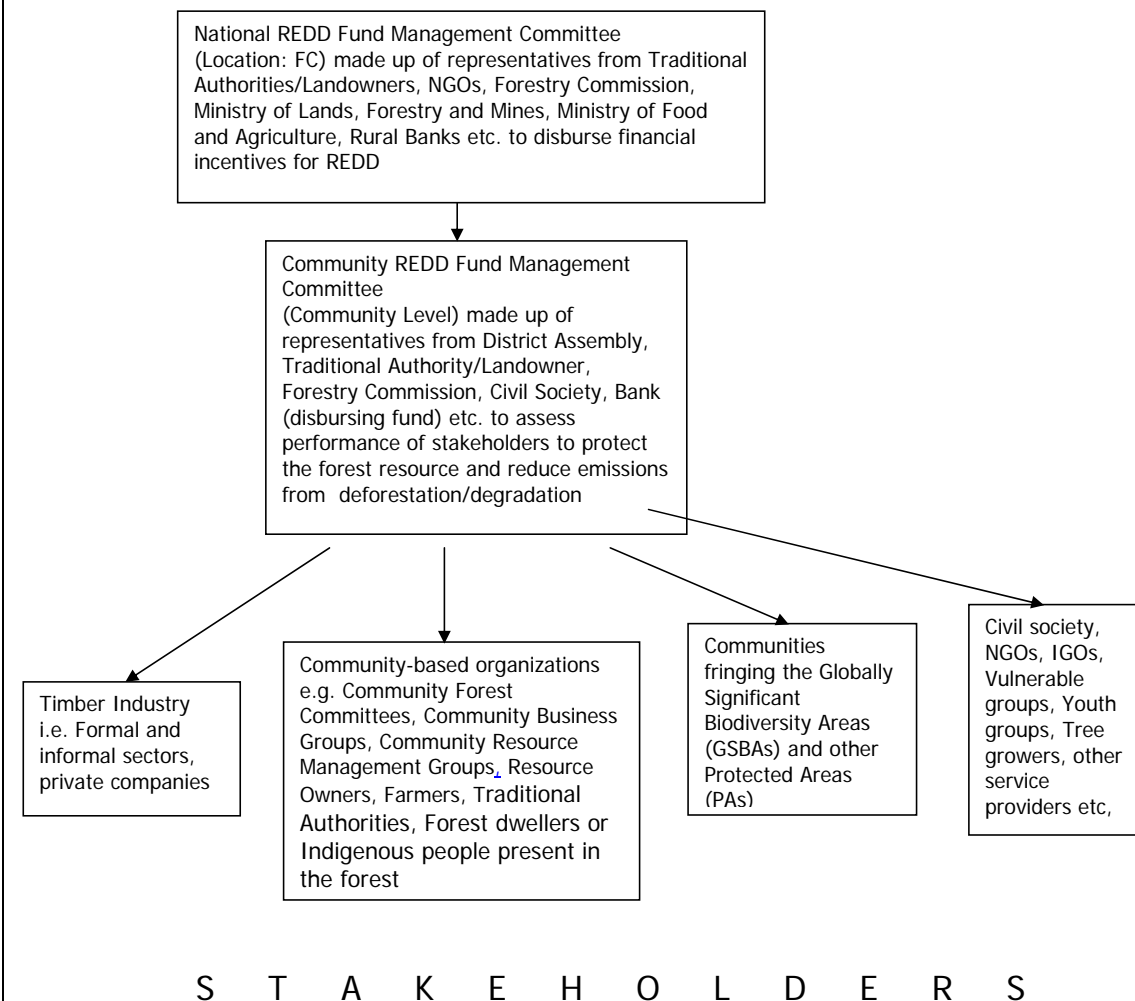 National REDD Fund Management Committee
(Location: FC) made up of representatives from Traditional
Authorities/Landowners, NGOs, Forestry Commission,
Ministry of Lands, Forestry and Mines, Ministry of Food
and Agriculture, Rural Banks etc. to disburse financial
incentives for REDD
Community REDD Fund Management
Committee
(Community Level) made up of
representatives from District Assembly,
Traditional Authority/Landowner,
Forestry Commission, Civil Society, Bank
(disbursing fund) etc. to assess
performance of stakeholders to protect
the forest resource and reduce emissions
from deforestation/degradation
Timber Industry
i.e. Formal and
informal sectors,
private companies
Community-based organizations
e.g. Community Forest
Committees, Community Business
Groups, Community Resource
Management Groups, Resource
Owners, Farmers, Traditional
Authorities, Forest dwellers or
Indigenous people present in
the forest
Communities
fringing the Globally
Significant
Biodiversity Areas
(GSBAs) and other
Protected Areas
(PAs)
Civil society,
NGOs, IGOs,
Vulnerable
groups, Youth
groups, Tree
growers, other
service
providers etc,
S T A K E H O L D E R S